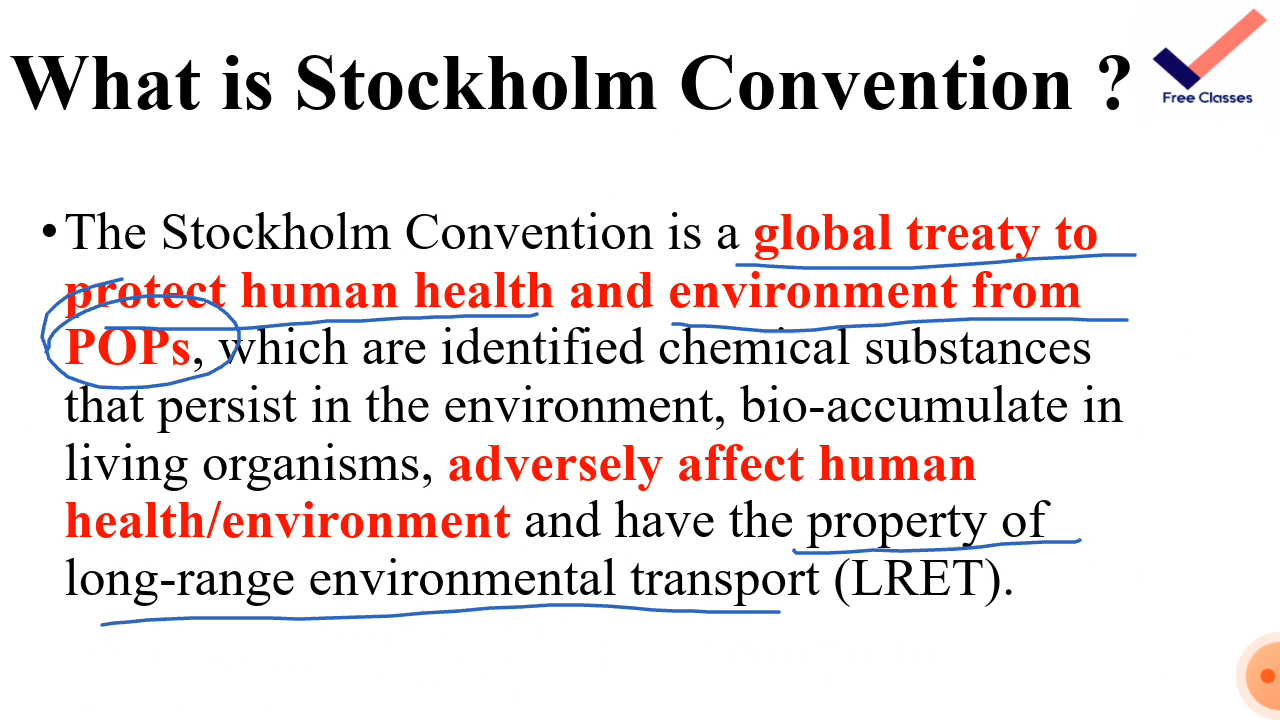 What is Stockholm Convention ?
Free Classes
• The Stockholm Convention is a global treaty to
protect human health and environment from
POPs, which are identified chemical substances
that persist in the environment, bio-accumulate in
living organisms, adversely affect human
health/environment and have the property of
long-range environmental transport (LRET).